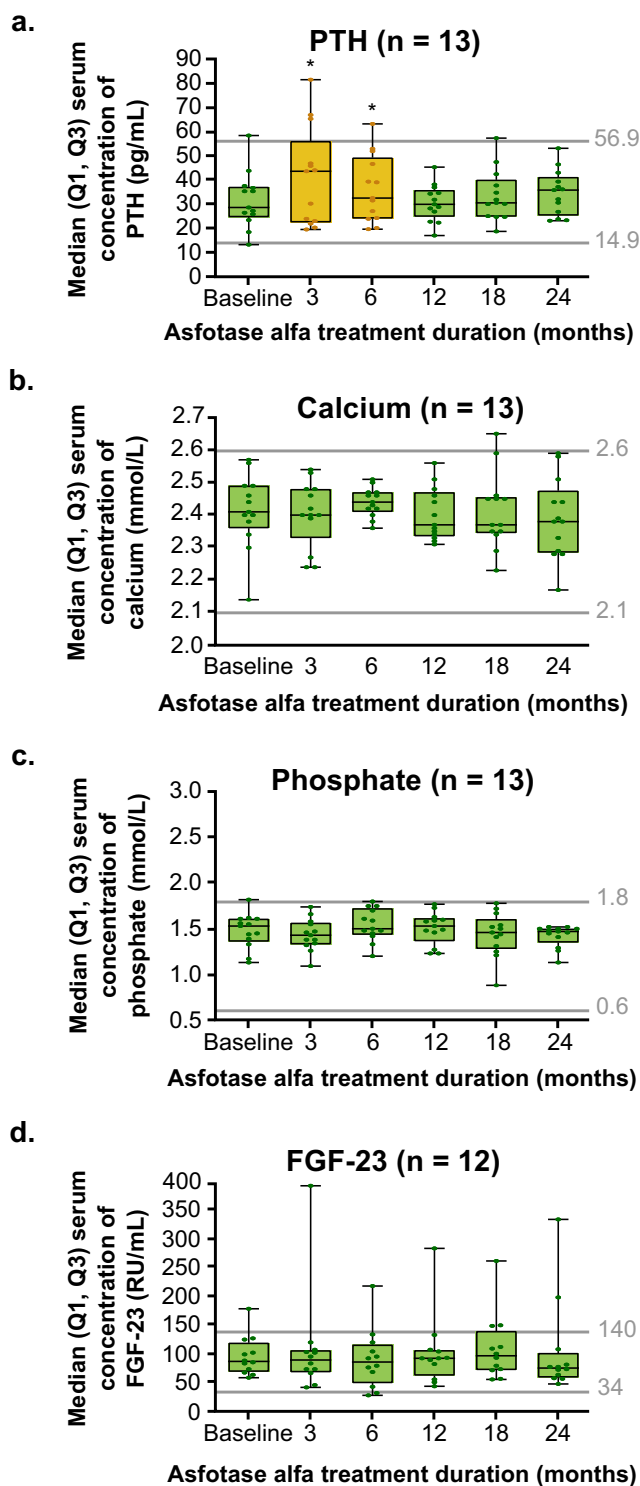 a.
PTH (n = 13)
Median (Q1, Q3) serum
concentration of
PTH (pg/mL)
90
80
70
60
50
40
30
20
10
0
*
*
56.9
14.9
Baseline 3 6 12 18 24
Asfotase alfa treatment duration (months)
b.
Calcium (n = 13)
Median (Q1, Q3) serum
concentration of
calcium (mmol/L)
2.7
2.6
2.5
2.4
2.3
2.2
2.1
2.0
2.6
2.1
Baseline 3 6 12 18 24
Asfotase alfa treatment duration (months)
c.
Phosphate (n = 13)
Median (Q1, Q3) serum
concentration of
phosphate (mmol/L)
3.0
2.5
2.0
1.5
1.0
0.5
1.8
0.6
Baseline 3 6 12 18 24
Asfotase alfa treatment duration (months)
d.
FGF-23 (n = 12)
Median (Q1, Q3) serum
concentration of
FGF-23 (RU/mL)
400
350
300
250
200
150
100
50
0
140
34
Baseline 3 6 12 18 24
Asfotase alfa treatment duration (months)